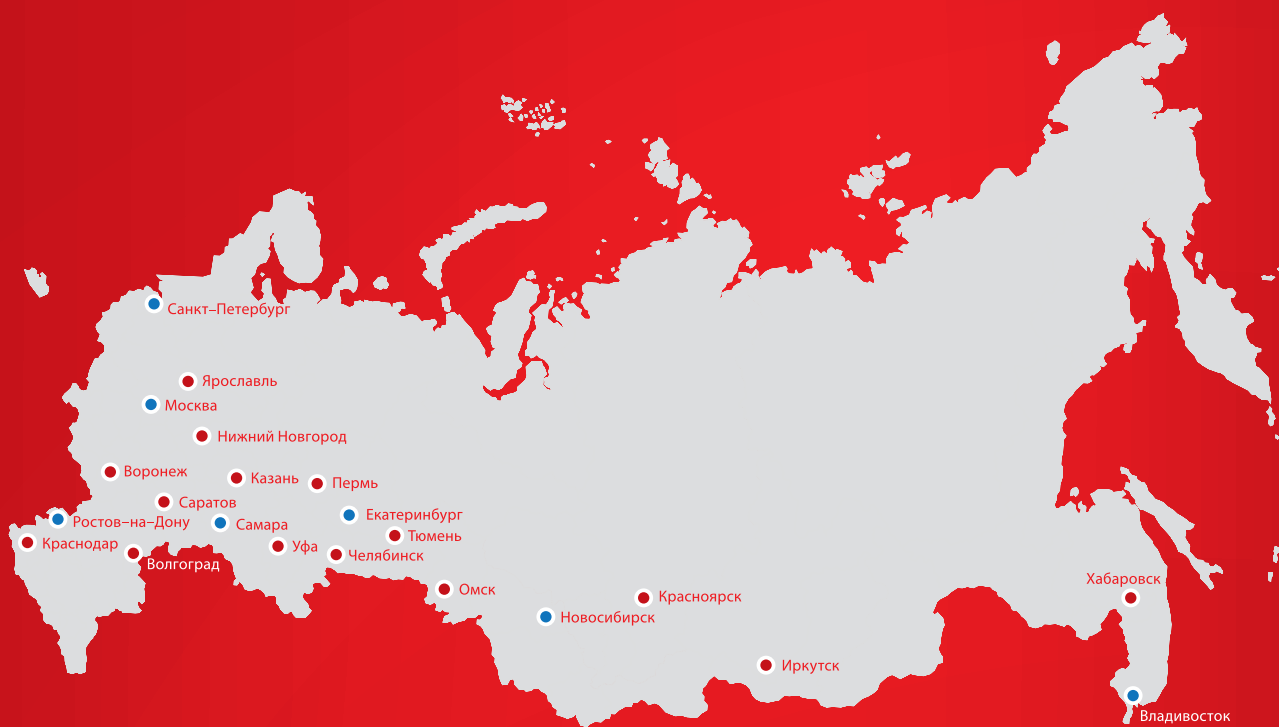 Санкт–Петербург
Ярославль
Москва
Нижний Новгород
Воронеж
Казань
Пермь
Саратов
Екатеринбург
Ростов–на–Дону
Самара
Тюмень
Краснодар
Уфа
Челябинск
Волгоград
Хабаровск
Омск
Красноярск
Новосибирск
Иркутск
Владивосток